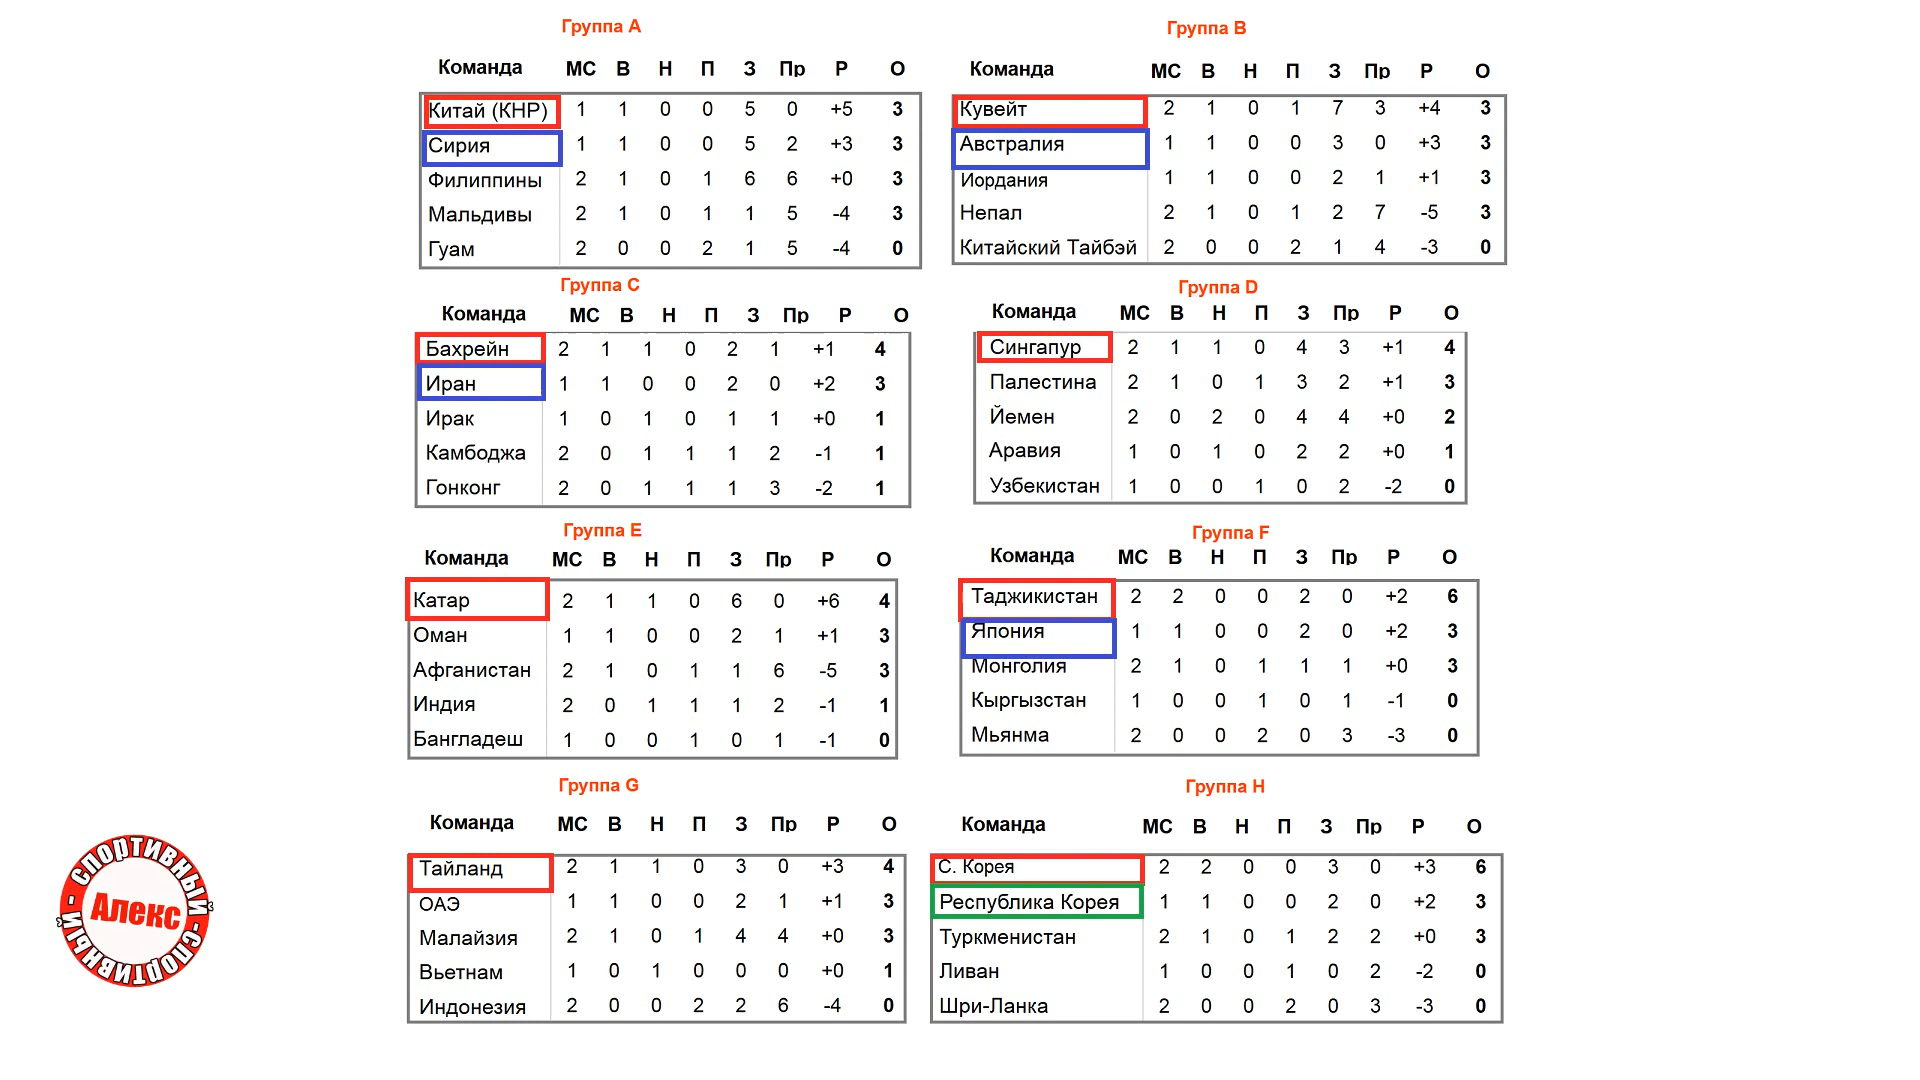 Группа A
Команда МС В Н П З Пр Р О
Китай (КНР) 1 1 0 0 5 0 +5 3
Сирия 1 1 0 0 5 2 +3 3
Филиппины 2 1 0 1 6 6 +0 3
Мальдивы 2 1 0 1 1 5 -4 3
Гуам 2 0 0 2 1 5 -4 0
Группа B
Команда МС В Н П З Пр Р О
Кувейт 2 1 0 1 7 3 +4 3
Австралия 1 1 0 0 3 0 +3 3
Иордания 1 1 0 0 2 1 +1 3
Непал 2 1 0 1 2 7 -5 3
Китайский Тайбэй 2 0 0 2 1 4 -3 0
Группа C
Команда МС В Н П З Пр Р О
Бахрейн 2 1 1 0 2 1 +1 4
Иран 1 1 0 0 2 0 +2 3
Ирак 1 0 1 0 1 1 +0 1
Камбоджа 2 0 1 1 1 2 -1 1
Гонконг 2 0 1 1 1 3 -2 1
Группа D
Команда МС В Н П З Пр Р О
Сингапур 2 1 1 0 4 3 +1 4
Палестина 2 1 0 1 3 2 +1 3
Йемен 2 0 2 0 4 4 +0 2
Аравия 1 0 1 0 2 2 +0 1
Узбекистан 1 0 0 1 0 2 -2 0
Группа E
Команда МС В Н П З Пр Р О
Катар 2 1 1 0 6 0 +6 4
Оман 1 1 0 0 2 1 +1 3
Афганистан 2 1 0 1 1 6 -5 3
Индия 2 0 1 1 1 2 -1 1
Бангладеш 1 0 0 1 0 1 -1 0
Группа F
Команда МС В Н П З Пр Р О
Таджикистан 2 2 0 0 2 0 +2 6
Япония 1 1 0 0 2 0 +2 3
Монголия 2 1 0 1 1 1 +0 3
Кыргызстан 1 0 0 1 0 1 -1 0
Мьянма 2 0 0 2 0 3 -3 0
Группа G
Команда МС В Н П З Пр Р О
Тайланд 2 1 1 0 3 0 +3 4
ОАЭ 1 1 0 0 2 1 +1 3
Малайзия 2 1 0 1 4 4 +0 3
Вьетнам 1 0 1 0 0 0 +0 1
Индонезия 2 0 0 2 2 6 -4 0
Группа H
Команда МС В Н П З Пр Р О
С. Корея 2 2 0 0 3 0 +3 6
Республика Корея 1 1 0 0 2 0 +2 3
Туркменистан 2 1 0 1 2 2 +0 3
Ливан 1 0 0 1 0 2 -2 0
Шри-Ланка 2 0 0 2 0 3 -3 0
- СПОРТИВНЫЙ - СПОРТИВНЫЙ
Алекс